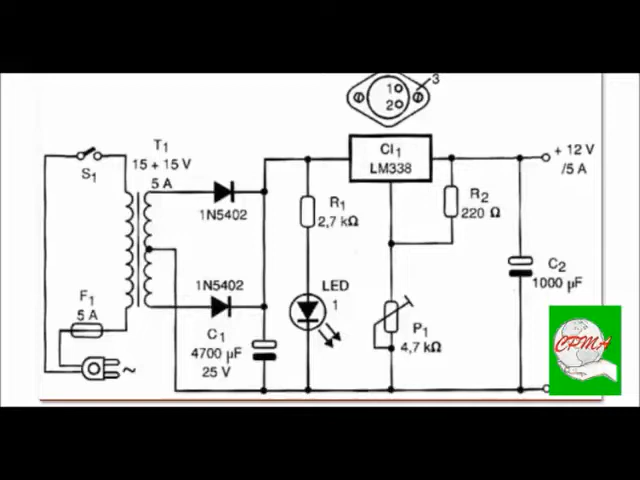 1
2
3
T1
15 + 15 V
5 A
S1
1N5402
CI1
LM338
+ 12 V
/5 A
R1
2,7 kΩ
R2
220 Ω
F1
5 A
1N5402
LED
1
C1
4700 µF
25 V
P1
4,7 kΩ
C2
1000 µF
~
CPMA